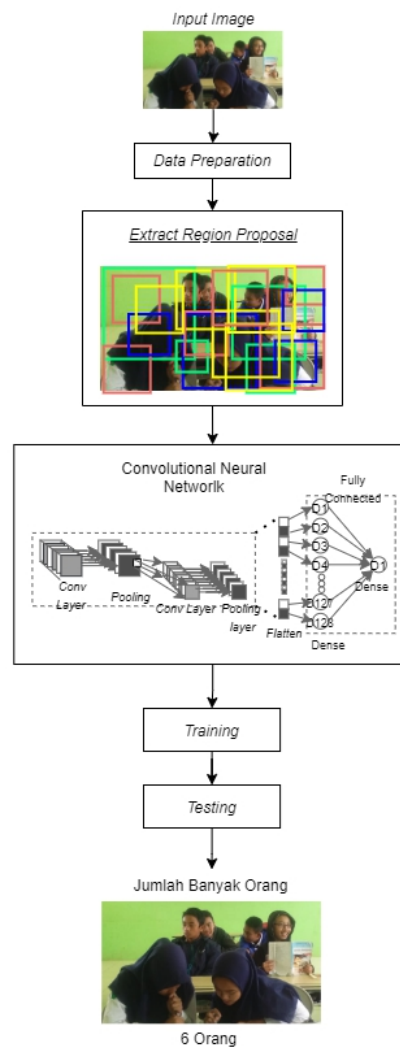 Input Image
Data Preparation
Extract Region Proposal
Convolutional Neural
Networlk
Fully
Connected
D1
D2
D3
D4
D1
Dense
D127
D128
Dense
Conv
Layer
Pooling
Conv Layer
Pooling
layer
Flatten
Training
Testing
Jumlah Banyak Orang
6 Orang